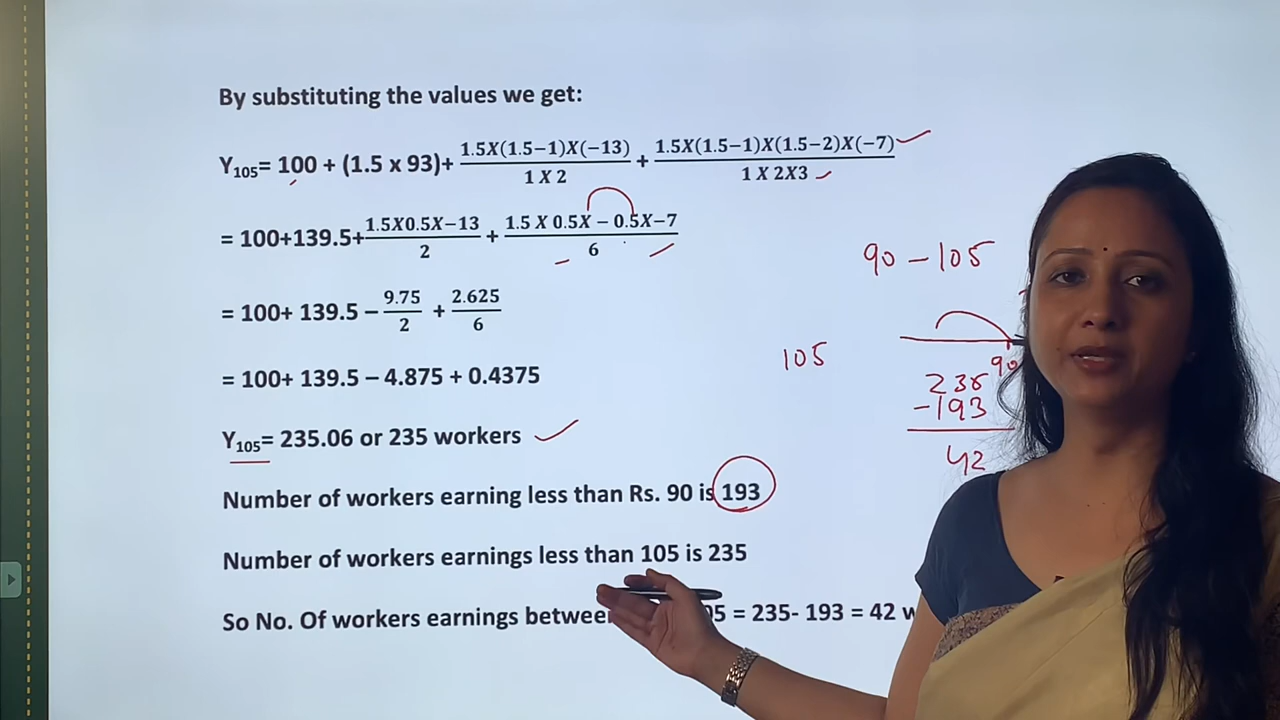 By substituting the values we get:
Y₁₀₅= 100 + (1.5 x 93)+ 1.5X(1.5−1)X(−13) / 1 X 2 + 1.5X(1.5−1)X(1.5−2)X(−7) / 1 X 2X3
= 100+139.5+ 1.5X0.5X−13 / 2 + 1.5 X 0.5X − 0.5X−7 / 6
= 100+ 139.5 − 9.75 / 2 + 2.625 / 6
= 100+ 139.5 − 4.875 + 0.4375
Y₁₀₅= 235.06 or 235 workers
Number of workers earning less than Rs. 90 is 193
Number of workers earnings less than 105 is 235
So No. Of workers earnings 5 = 235- 193 = 42
90 - 105
105
90
-193
42